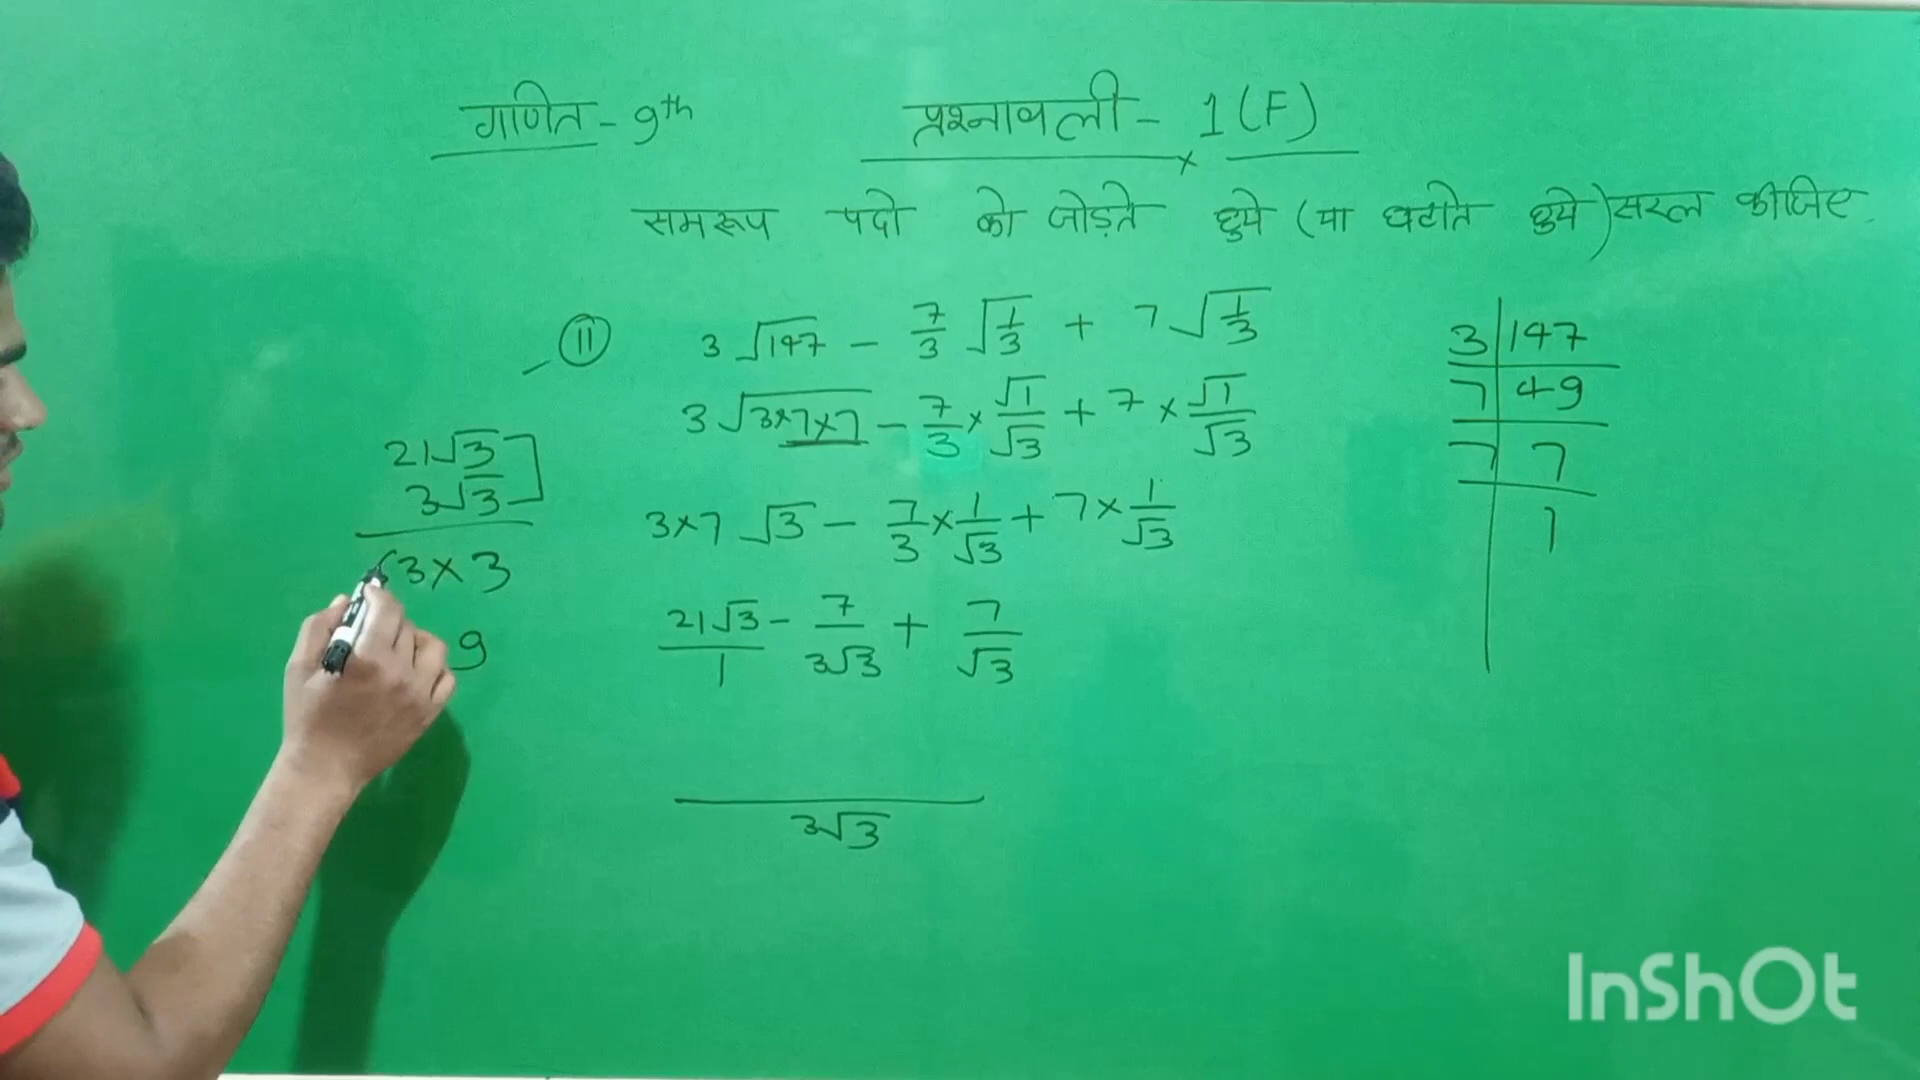 गणित - 9th प्रश्नावली - 1 (F)
समरूप पदो को जोड़ते हुये (या घटाते हुये) सरल कीजिए
(11) 3√147 - 7/3 √(1/3) + 7√(1/3)
3√(3×7×7) - 7/3 × √1/√3 + 7 × √1/√3
3×7√3 - 7/3 × 1/√3 + 7 × 1/√3
21√3/1 - 7/(3√3) + 7/√3
3√3
21√3
3√3
√3×3
9
3 | 147
7 | 49
7 | 7
1
InShOt